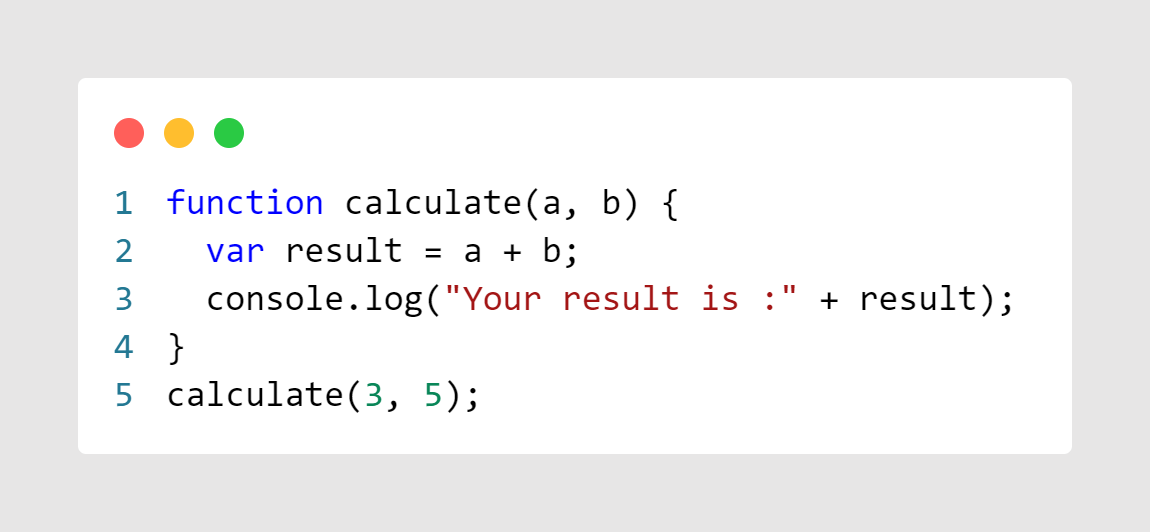 1 function calculate(a, b) {
2   var result = a + b;
3   console.log("Your result is :" + result);
4 }
5 calculate(3, 5);